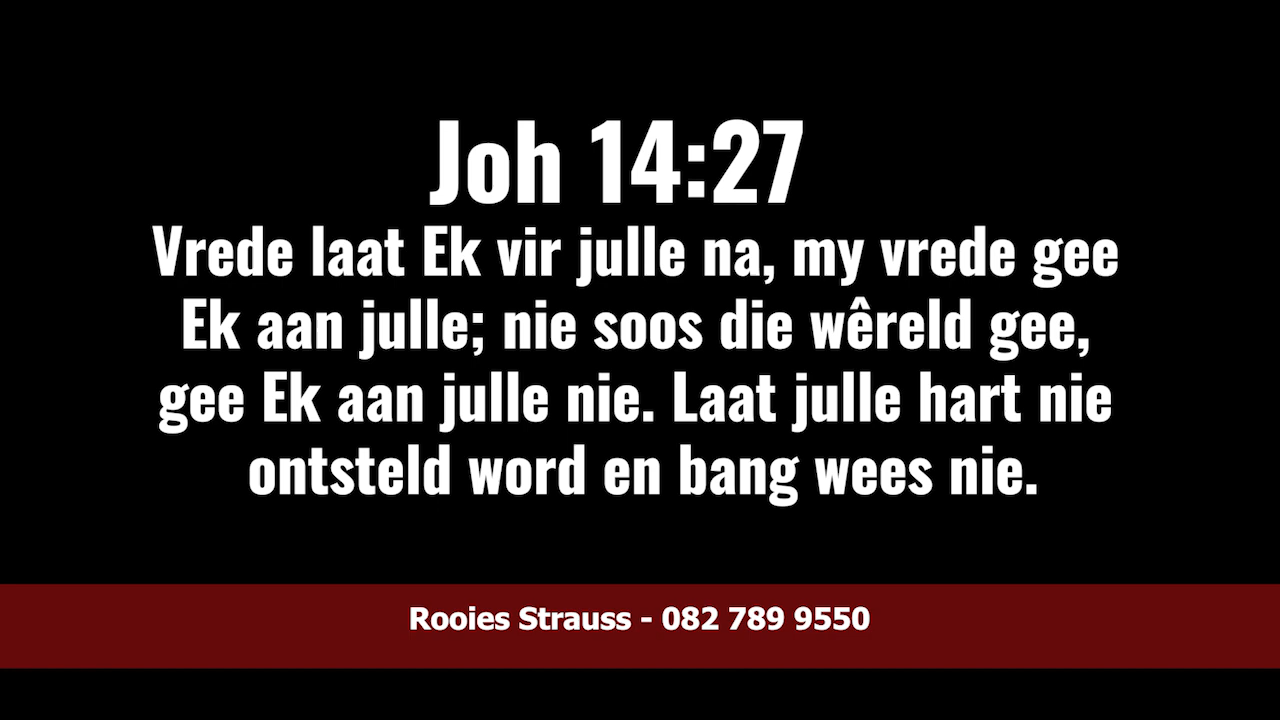 Joh 14:27
Vrede laat Ek vir julle na, my vrede gee
Ek aan julle; nie soos die wêreld gee,
gee Ek aan julle nie. Laat julle hart nie
ontsteld word en bang wees nie.
Rooies Strauss - 082 789 9550